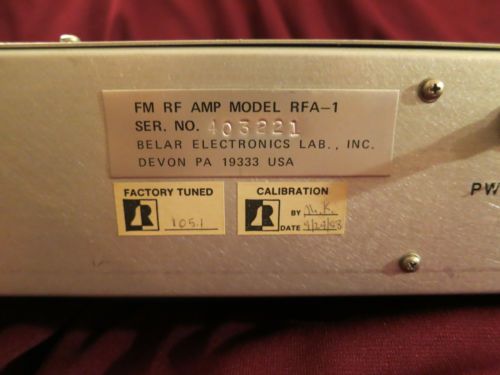 FM RF AMP MODEL RFA-1
SER. NO. 403221
BELAR ELECTRONICS LAB., INC.
DEVON PA 19333 USA
FACTORY TUNED
105.1
CALIBRATION
BY
DATE
PW